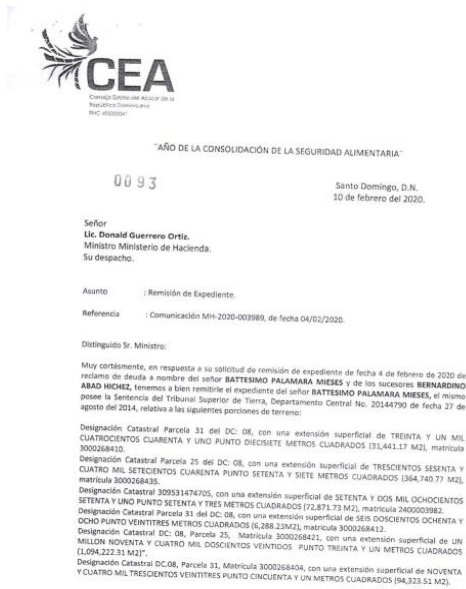 CEA
Consejo Estatal del Azúcar de la
República Dominicana
"AÑO DE LA CONSOLIDACIÓN DE LA SEGURIDAD ALIMENTARIA"
0093
Santo Domingo, D.N.
10 de febrero del 2020.
Señor
Lic. Donald Guerrero Ortiz.
Ministro Ministerio de Hacienda.
Su despacho.
Asunto : Remisión de Expediente.
Referencia : Comunicación MH-2020-003989, de fecha 04/02/2020.
Distinguido Sr. Ministro:
Muy cortésmente, en respuesta a su solicitud de remisión de expediente de fecha 4 de febrero de 2020 de
reclamo de deuda a nombre del señor BATTESIMO PALAMARA MIESES y de los sucesores BERNARDINO
ABAD HICHEZ, tenemos a bien remitirle el expediente del señor BATTESIMO PALAMARA MIESES, el mismo
posee la Sentencia del Tribunal Superior de Tierra, Departamento Central No. 20144790 de fecha 27 de
agosto del 2014, relativa a las siguientes porciones de terreno:
Designación Catastral Parcela 31 del DC: 08, con una extensión superficial de TREINTA Y UN MIL
CUATROCIENTOS CUARENTA Y UNO PUNTO DIECISIETE METROS CUADRADOS (31,441.17 M2), matrícula
3000268410.
Designación Catastral Parcela 25 del DC: 08, con una extensión superficial de TRESCIENTOS SESENTA Y
CUATRO MIL SETECIENTOS CUARENTA PUNTO SETENTA Y SIETE METROS CUADRADOS (364,740.77 M2),
matrícula 3000268435.
Designación Catastral 309531474705, con una extensión superficial de SETENTA Y DOS MIL OCHOCIENTOS
SETENTA Y UNO PUNTO SETENTA Y TRES METROS CUADRADOS (72,871.73 M2), matrícula 2400003982.
Designación Catastral Parcela 31 del DC: 08, con una extensión superficial de SEIS DOSCIENTOS OCHENTA Y
OCHO PUNTO VEINTITRES METROS CUADRADOS (6,288.23M2), matrícula 3000268412.
Designación Catastral DC: 08, Parcela 25, Matrícula 3000268421, con una extensión superficial de UN
MILLON NOVENTA Y CUATRO MIL DOSCIENTOS VEINTIDOS PUNTO TREINTA Y UN METROS CUADRADOS
(1,094,222.31 M2)".
Designación Catastral DC.08, Parcela 31, Matrícula 3000268404, con una extensión superficial de NOVENTA
Y CUATRO MIL TRESCIENTOS VEINTITRES PUNTO CINCUENTA Y UN METROS CUADRADOS (94,323.51 M2).